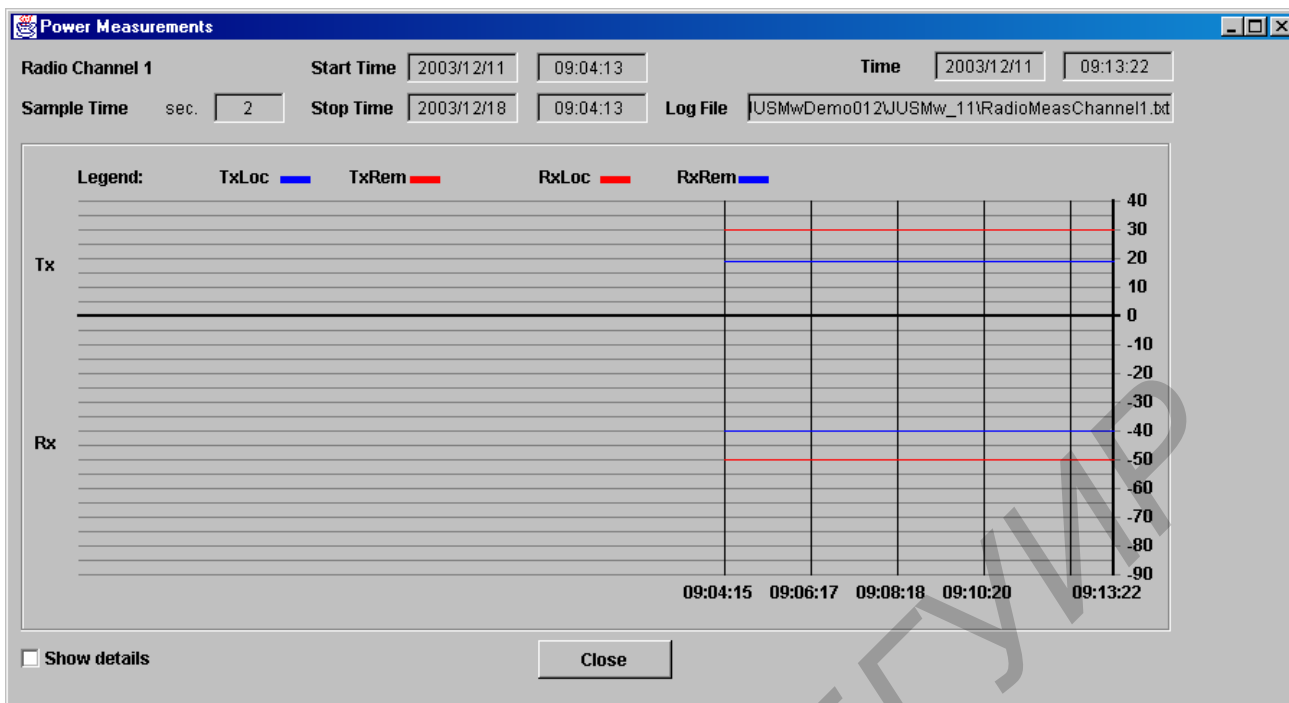 Power Measurements
Radio Channel 1 Start Time 2003/12/11 09:04:13 Time 2003/12/11 09:13:22
Sample Time sec. 2 Stop Time 2003/12/18 09:04:13 Log File USMwDemo012\JUSMw_11\RadioMeasChannel1.txt
Legend: TxLoc TxRem RxLoc RxRem
40
30
Tx
20
10
0
-10
-20
-30
-40
Rx
-50
-60
-70
-80
-90
09:04:15 09:06:17 09:08:18 09:10:20 09:13:22
Show details
Close
ГУИР